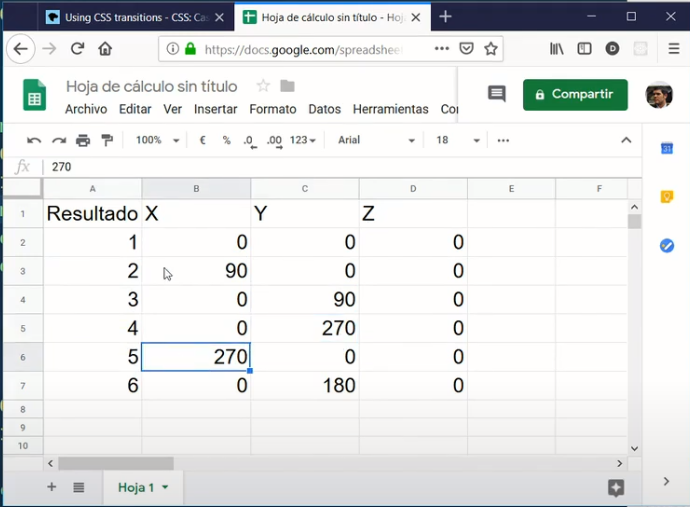 Using CSS transitions - CSS: Cas
Hoja de cálculo sin título - Hoja
https://docs.google.com/spreadshee
Hoja de cálculo sin título
Archivo Editar Ver Insertar Formato Datos Herramientas Co
Compartir
100% € % .0 .00 123 Arial 18
fx 270
A B C D E F
1 Resultado X Y Z
2 1 0 0 0
3 2 90 0 0
4 3 0 90 0
5 4 0 270 0
6 5 270 0 0
7 6 0 180 0
8
9
10
Hoja 1